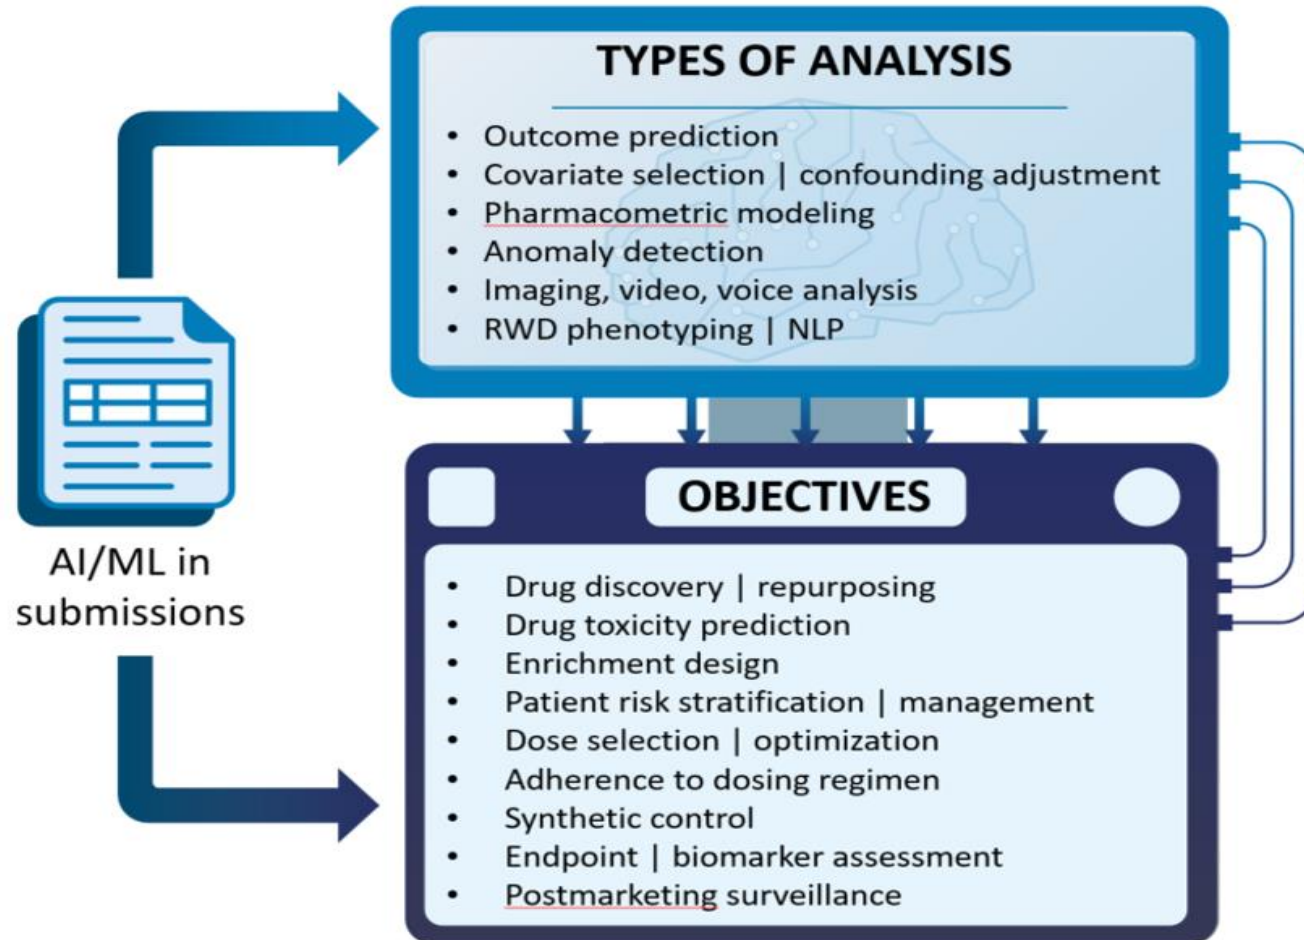 TYPES OF ANALYSIS
• Outcome prediction
• Covariate selection | confounding adjustment
• Pharmacometric modeling
• Anomaly detection
• Imaging, video, voice analysis
• RWD phenotyping | NLP
AI/ML in
submissions
OBJECTIVES
• Drug discovery | repurposing
• Drug toxicity prediction
• Enrichment design
• Patient risk stratification | management
• Dose selection | optimization
• Adherence to dosing regimen
• Synthetic control
• Endpoint | biomarker assessment
• Postmarketing surveillance